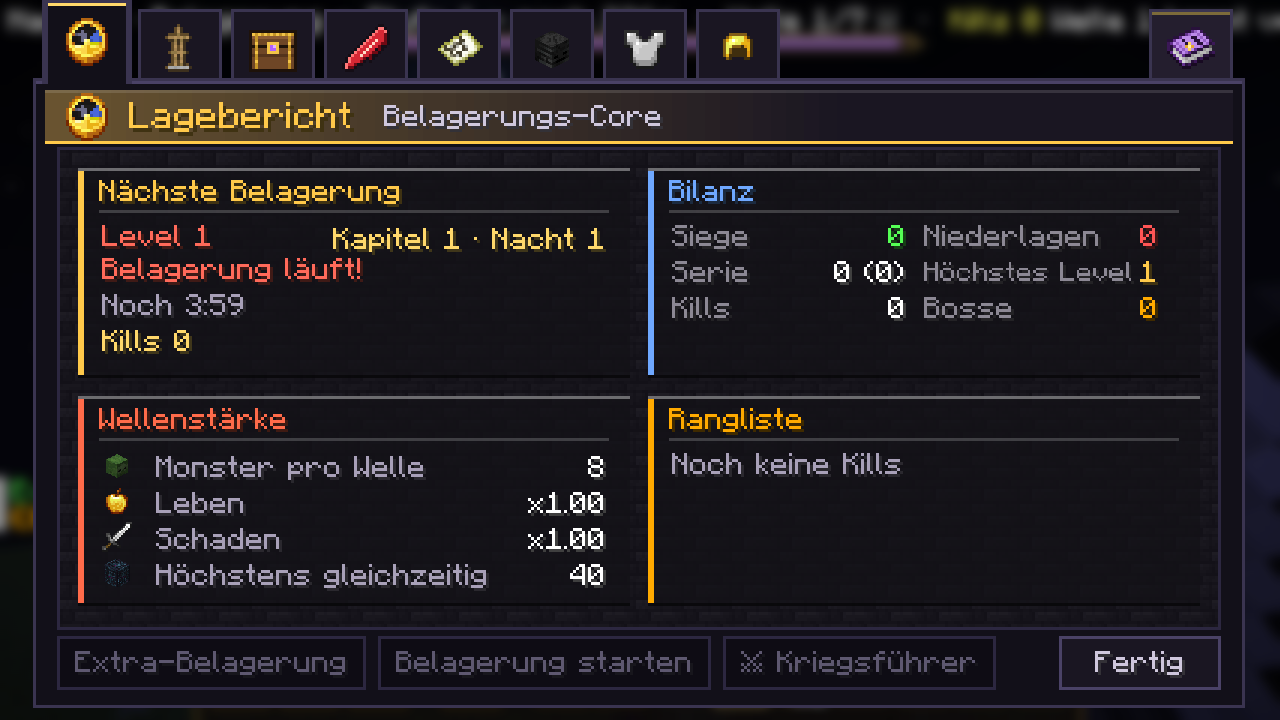 Lagebericht Belagerungs-Core
Nächste Belagerung
Level 1 Kapitel 1 · Nacht 1
Belagerung läuft!
Noch 3:59
Kills 0
Bilanz
Siege 0 Niederlagen 0
Serie 0 (0) Höchstes Level 1
Kills 0 Bosse 0
Wellenstärke
Monster pro Welle 8
Leben x1.00
Schaden x1.00
Höchstens gleichzeitig 40
Rangliste
Noch keine Kills
Extra-Belagerung Belagerung starten ⚔ Kriegsführer Fertig